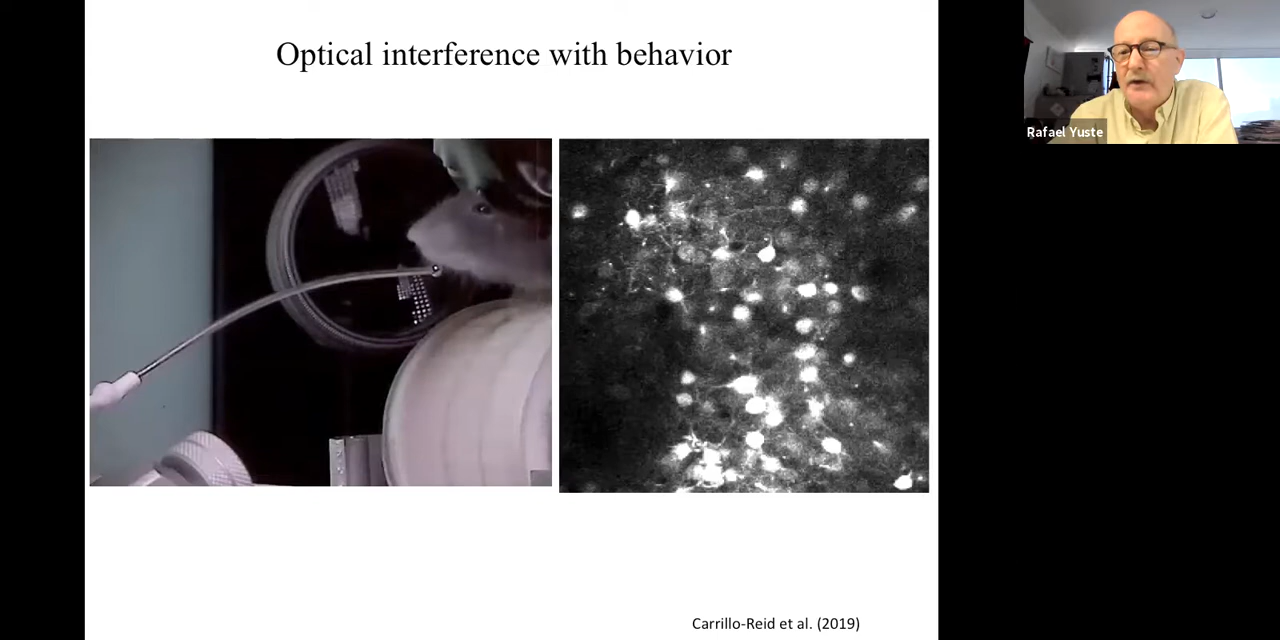 Optical interference with behavior
Rafael Yuste
Carrillo-Reid et al. (2019)